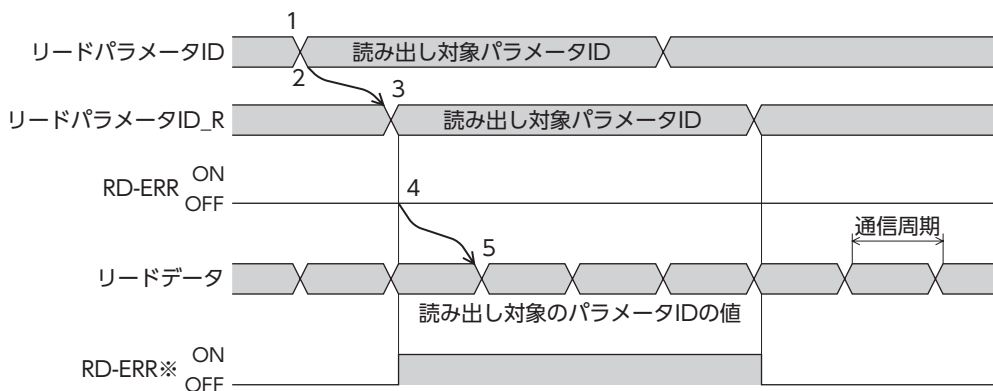 1
リードパラメータID
読み出し対象パラメータID
2
3
リードパラメータID_R
読み出し対象パラメータID
RD-ERR
ON
OFF
4
5
通信周期
リードデータ
読み出し対象のパラメータIDの値
RD-ERR※
ON
OFF